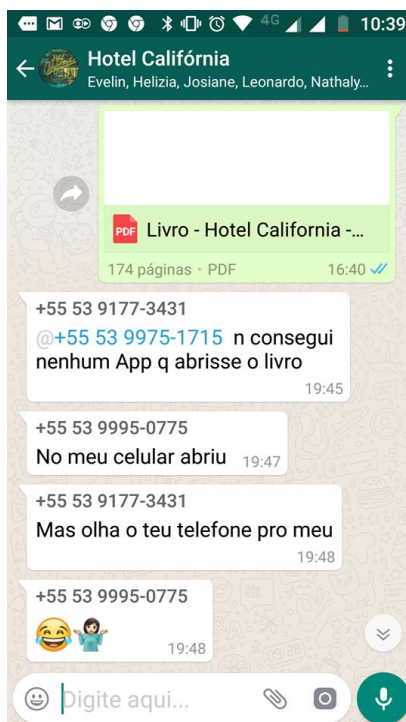 4G 10:39
Hotel Califórnia
Evelin, Helizia, Josiane, Leonardo, Nathaly...
PDF Livro - Hotel California -...
174 páginas • PDF 16:40
+55 53 9177-3431
@+55 53 9975-1715 n consegui
nenhum App q abrisse o livro
19:45
+55 53 9995-0775
No meu celular abriu 19:47
+55 53 9177-3431
Mas olha o teu telefone pro meu
19:48
+55 53 9995-0775
😂🤷🏻‍♀️ 19:48
Digite aqui...